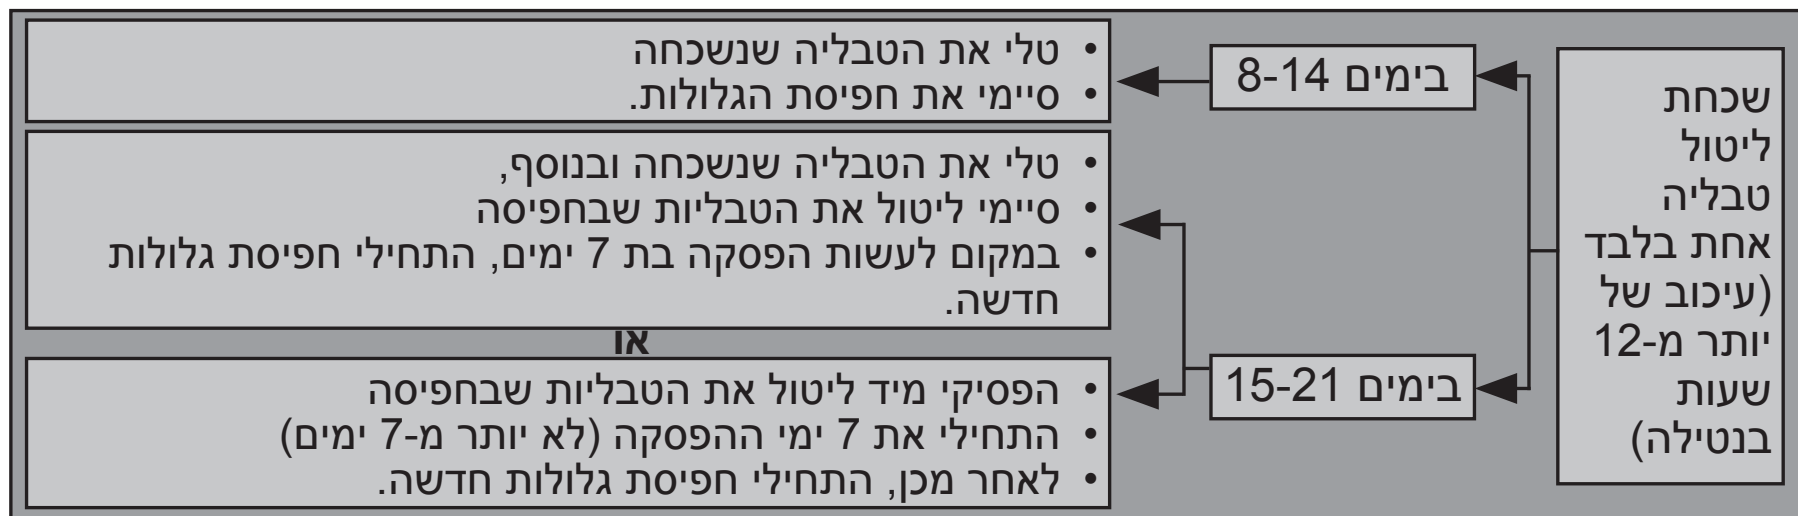 שכחת
ליטול
טבליה
אחת בלבד
(עיכוב של
יותר מ-12
שעות
בנטילה)
בימים 8-14
• טלי את הטבליה שנשכחה
• סיימי את חפיסת הגלולות.
בימים 15-21
• טלי את הטבליה שנשכחה ובנוסף,
• סיימי ליטול את הטבליות שבחפיסה
• במקום לעשות הפסקה בת 7 ימים, התחילי חפיסת גלולות
חדשה.
או
• הפסיקי מיד ליטול את הטבליות שבחפיסה
• התחילי את 7 ימי ההפסקה (לא יותר מ-7 ימים)
• לאחר מכן, התחילי חפיסת גלולות חדשה.